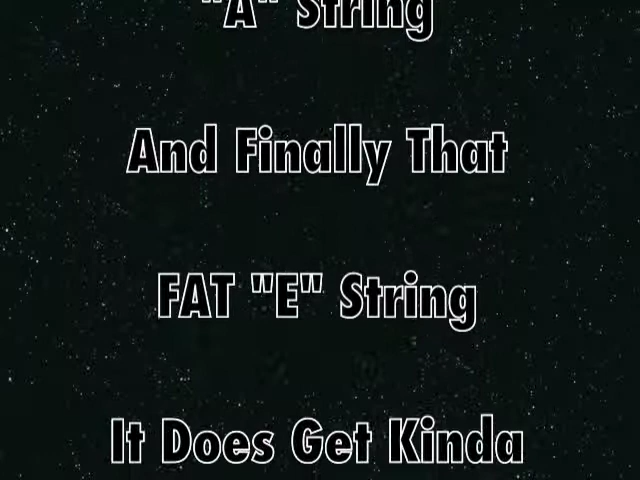 "A" String
And Finally That
FAT "E" String
It Does Get Kinda